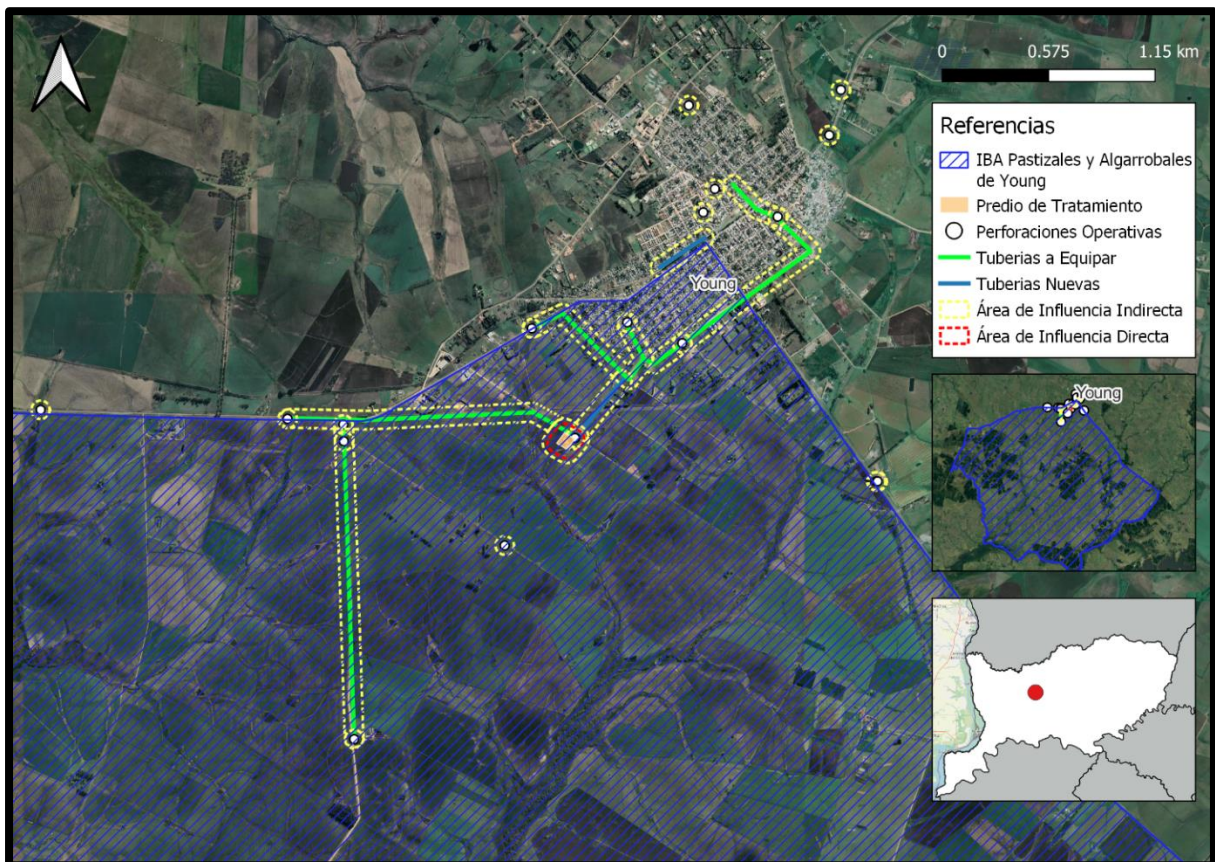 0 0.575 1.15 km
Referencias
IBA Pastizales y Algarrobales
de Young
Predio de Tratamiento
Perforaciones Operativas
Tuberias a Equipar
Tuberias Nuevas
Área de Influencia Indirecta
Área de Influencia Directa
Young
Young